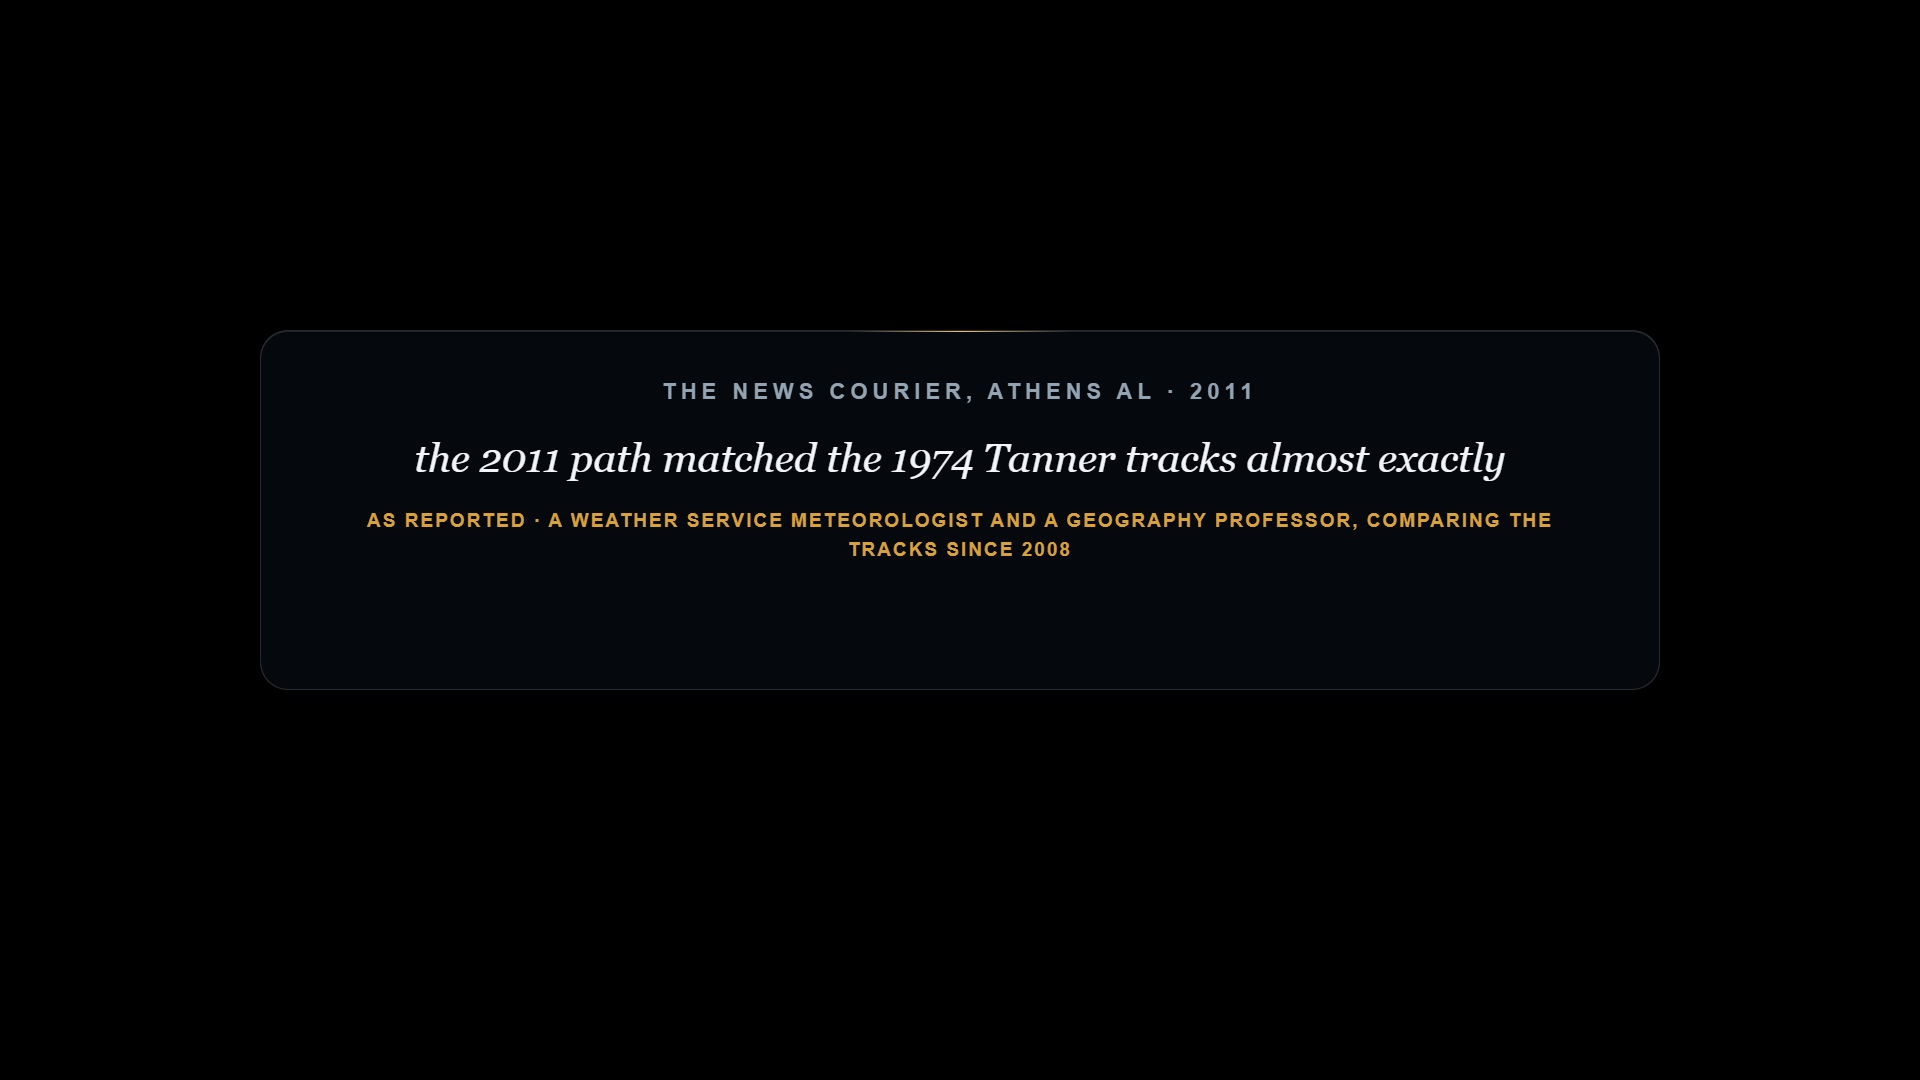 THE NEWS COURIER, ATHENS AL · 2011
the 2011 path matched the 1974 Tanner tracks almost exactly
AS REPORTED · A WEATHER SERVICE METEOROLOGIST AND A GEOGRAPHY PROFESSOR, COMPARING THE
TRACKS SINCE 2008